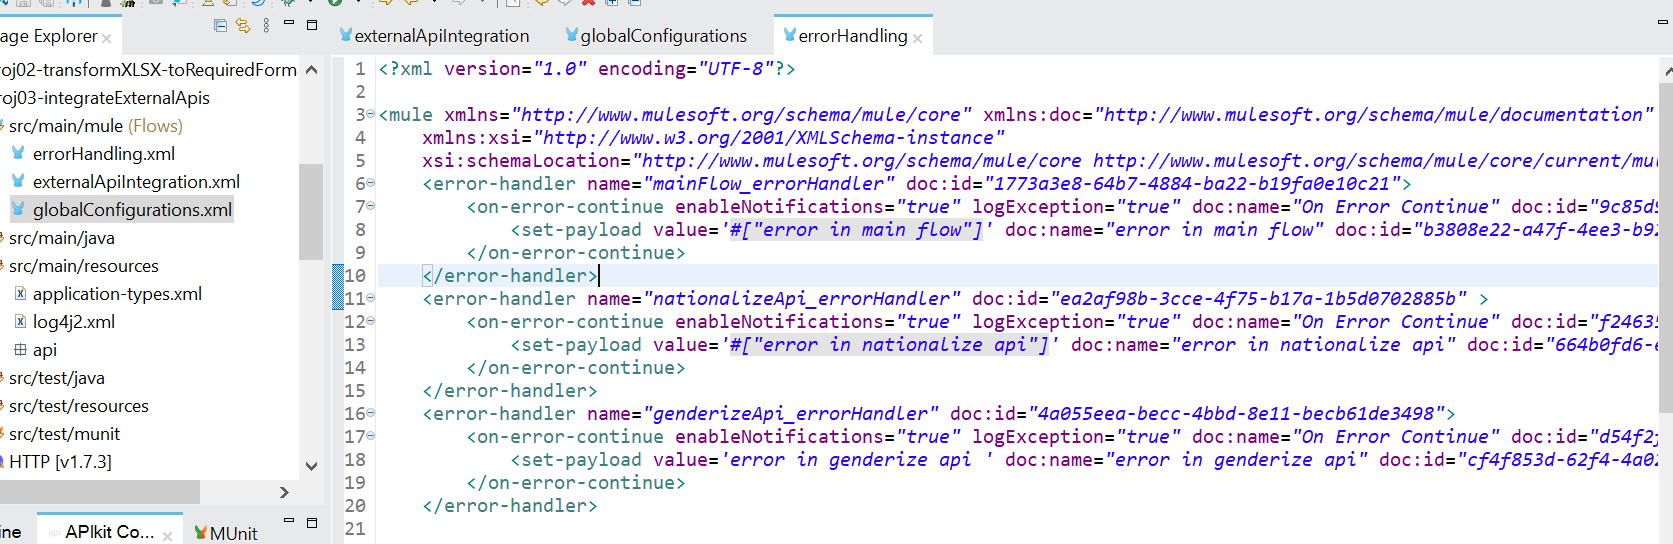 age Explorer
externalApiIntegration
globalConfigurations
errorHandling
roj02-transformXLSX-toRequiredForm
roj03-integrateExternalApis
src/main/mule (Flows)
errorHandling.xml
externalApiIntegration.xml
globalConfigurations.xml
src/main/java
src/main/resources
application-types.xml
log4j2.xml
api
src/test/java
src/test/resources
src/test/munit
HTTP [v1.7.3]
ine
APIkit Co...
MUnit
1 <?xml version="1.0" encoding="UTF-8"?>
2
3 <mule xmlns="http://www.mulesoft.org/schema/mule/core" xmlns:doc="http://www.mulesoft.org/schema/mule/documentation"
4 xmlns:xsi="http://www.w3.org/2001/XMLSchema-instance"
5 xsi:schemaLocation="http://www.mulesoft.org/schema/mule/core http://www.mulesoft.org/schema/mule/core/current/mu
6 <error-handler name="mainFlow_errorHandler" doc:id="1773a3e8-64b7-4884-ba22-b19fa0e10c21">
7 <on-error-continue enableNotifications="true" logException="true" doc:name="On Error Continue" doc:id="9c85d9
8 <set-payload value='#["error in main flow"]' doc:name="error in main flow" doc:id="b3808e22-a47f-4ee3-b92
9 </on-error-continue>
10 </error-handler>
11 <error-handler name="nationalizeApi_errorHandler" doc:id="ea2af98b-3cce-4f75-b17a-1b5d0702885b" >
12 <on-error-continue enableNotifications="true" logException="true" doc:name="On Error Continue" doc:id="f24635
13 <set-payload value='#["error in nationalize api"]' doc:name="error in nationalize api" doc:id="664b0fd6-e
14 </on-error-continue>
15 </error-handler>
16 <error-handler name="genderizeApi_errorHandler" doc:id="4a055eea-becc-4bbd-8e11-becb61de3498">
17 <on-error-continue enableNotifications="true" logException="true" doc:name="On Error Continue" doc:id="d54f2f
18 <set-payload value='error in genderize api ' doc:name="error in genderize api" doc:id="cf4f853d-62f4-4a02
19 </on-error-continue>
20 </error-handler>
21